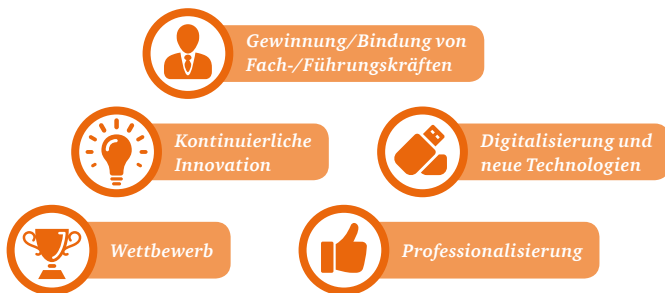 Gewinnung/Bindung von
Fach-/Führungskräften
Kontinuierliche
Innovation
Digitalisierung und
neue Technologien
Wettbewerb
Professionalisierung